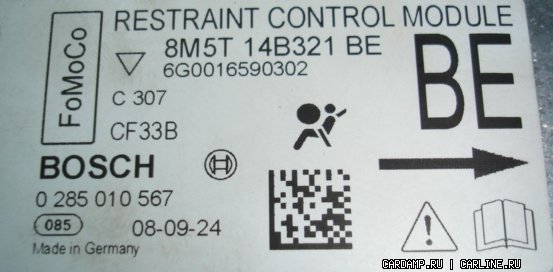 FoMoCo
RESTRAINT CONTROL MODULE
8M5T 14B321 BE
6G0016590302
BE
C 307
CF33B
BOSCH
0 285 010 567
085
08-09-24
Made in Germany
CARDAMP.RU | CARLINE.RU